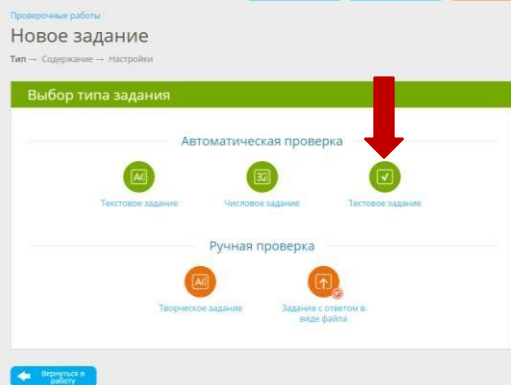 Проверочные работы
Новое задание
Тип → Содержание → Настройки
Выбор типа задания
Автоматическая проверка
Текстовое задание
Числовое задание
Тестовое задание
Ручная проверка
Творческое задание
Задание с ответом в
виде файла
Вернуться в
работу